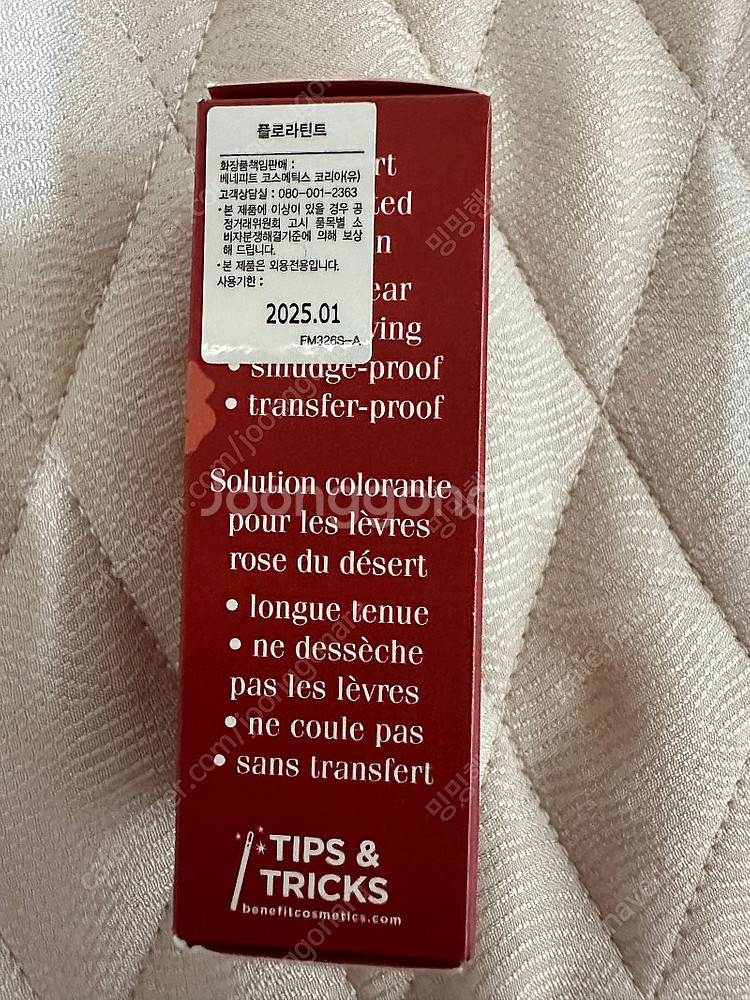 플로라틴트
화장품책임판매 :
베네피트 코스메틱스 코리아(유)
고객상담실 : 080-001-2363
• 본 제품에 이상이 있을 경우 공
정거래위원회 고시 품목별 소
비자분쟁해결기준에 의해 보상
해 드립니다.
• 본 제품은 외용전용입니다.
사용기한 :
2025.01
FM326S-A
• smudge-proof
• transfer-proof
Solution colorante
pour les lèvres
rose du désert
• longue tenue
• ne dessèche
pas les lèvres
• ne coule pas
• sans transfert
TIPS &
TRICKS
benefitcosmetics.com
Joonggonara